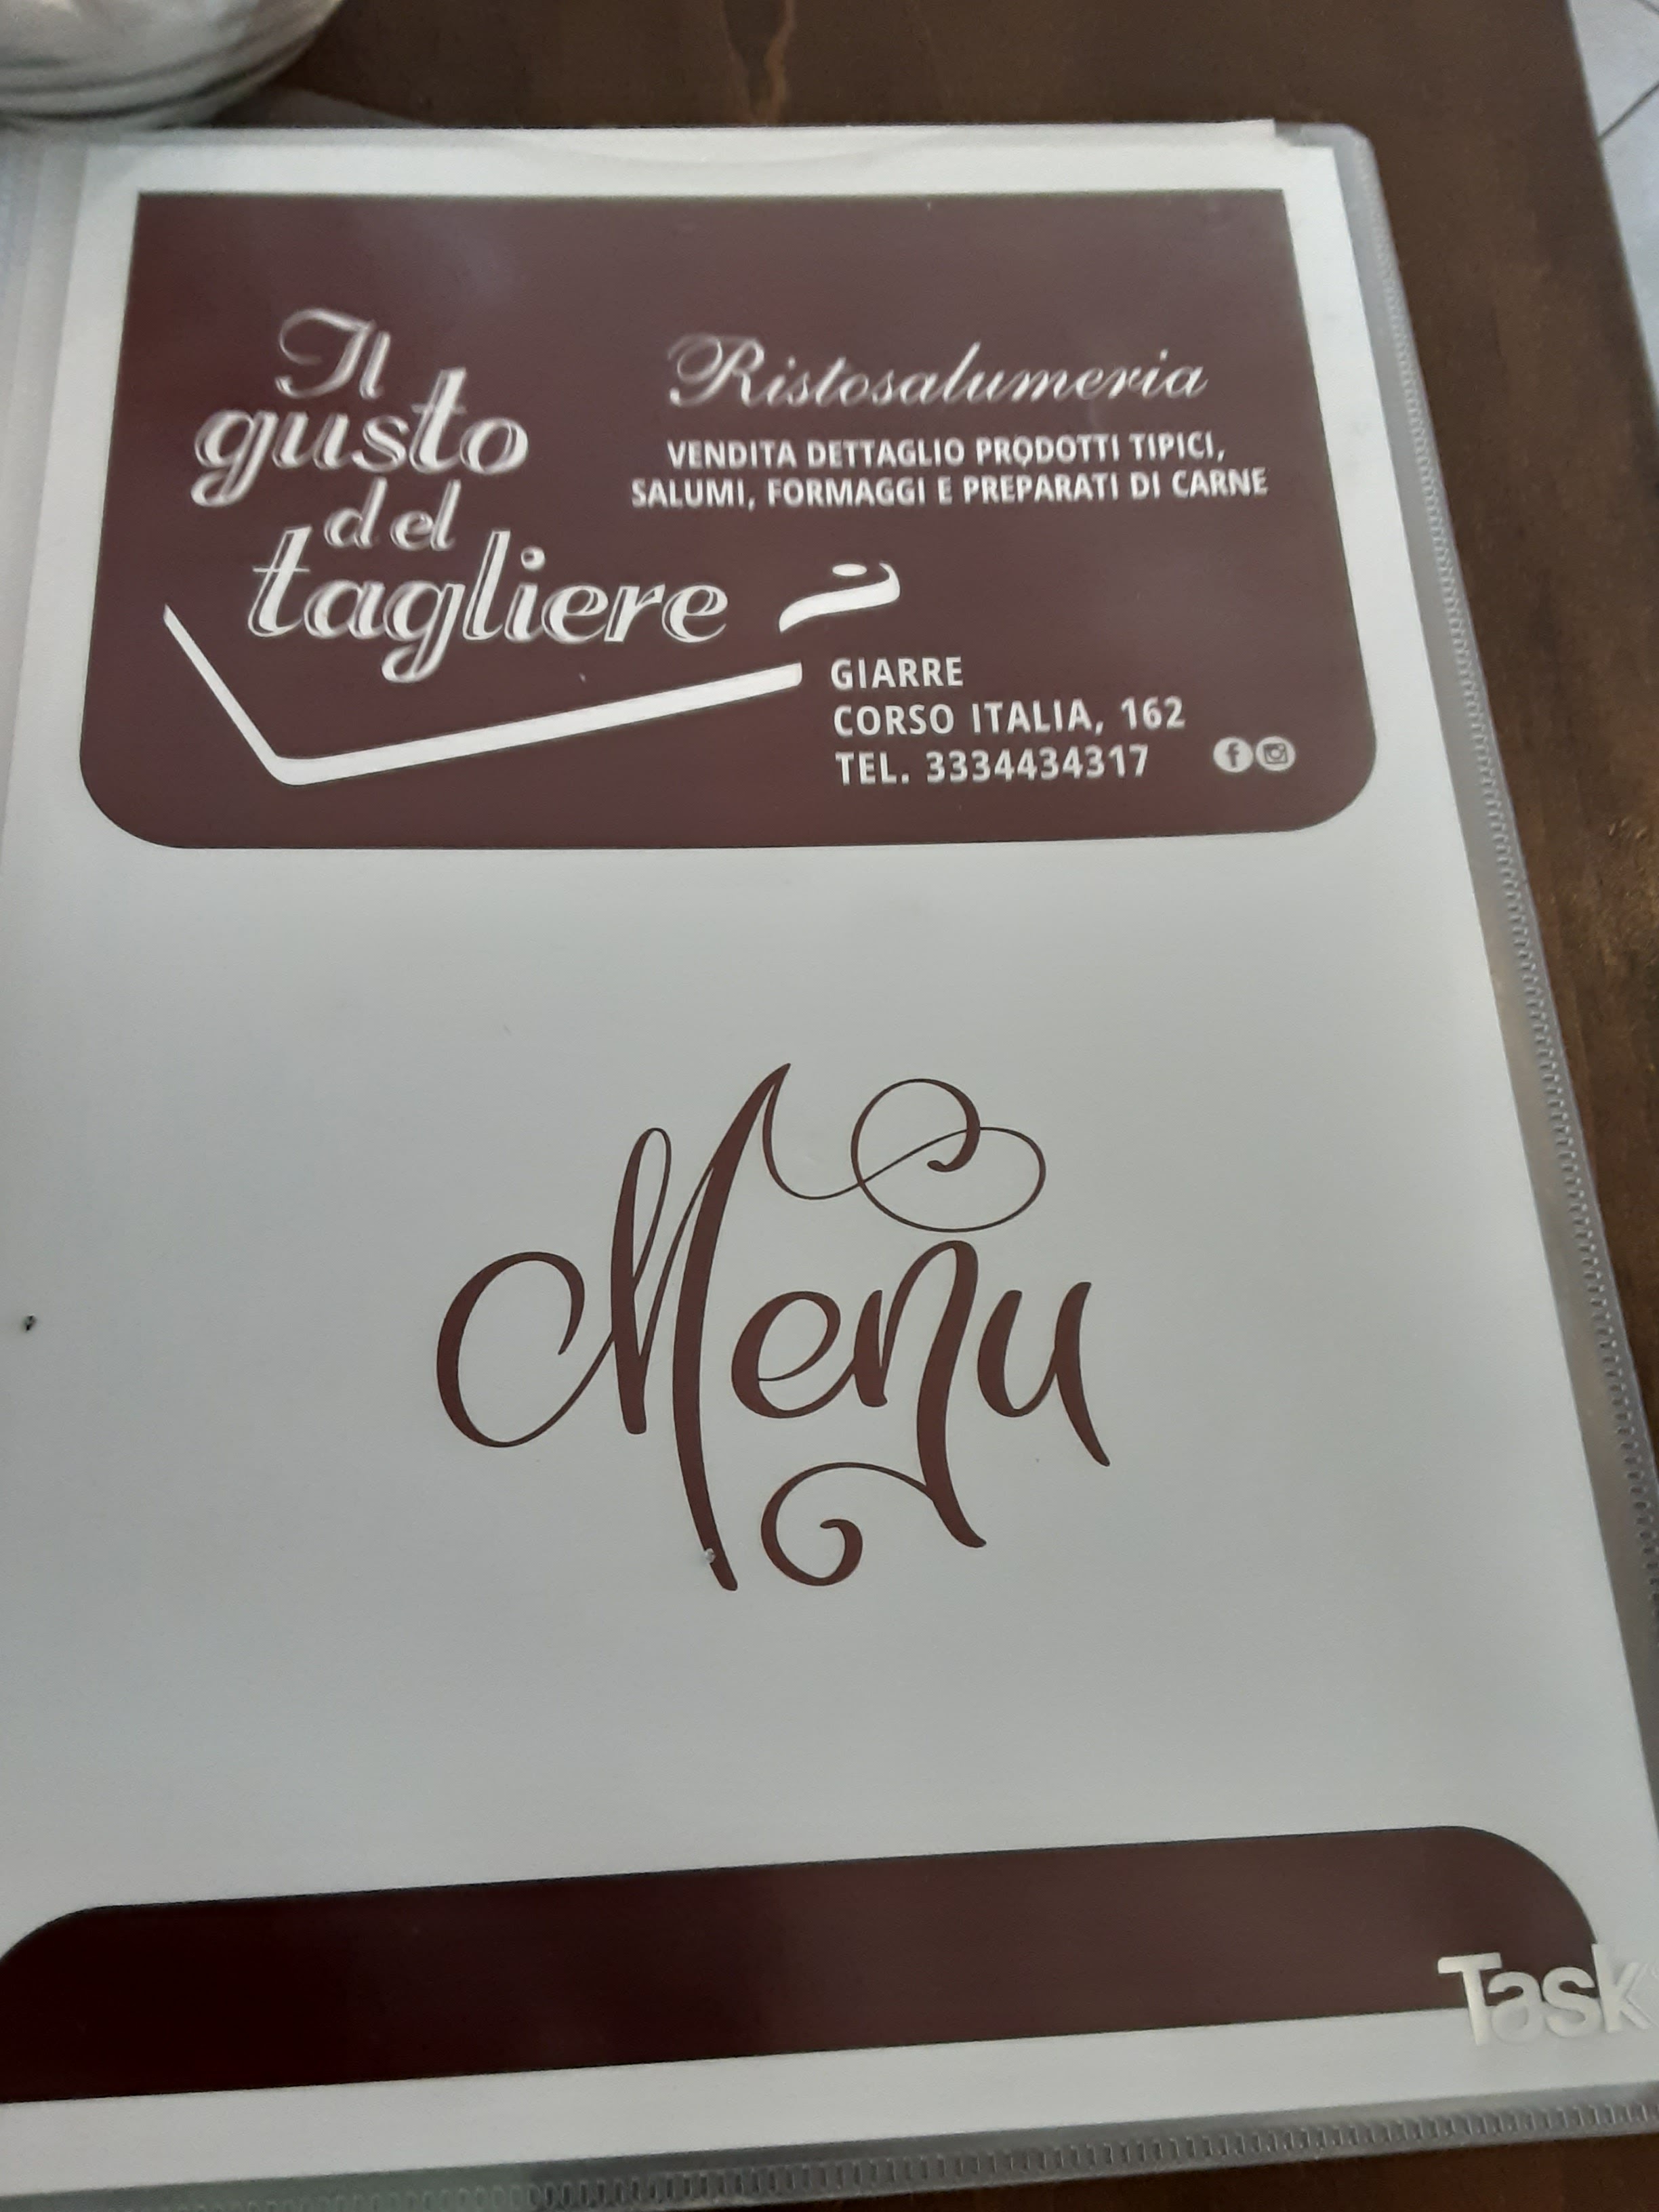 Il
gusto
del
tagliere
Ristosalumeria
VENDITA DETTAGLIO PRODOTTI TIPICI,
SALUMI, FORMAGGI E PREPARATI DI CARNE
GIARRE
CORSO ITALIA, 162
TEL. 3334434317
Menu
Task